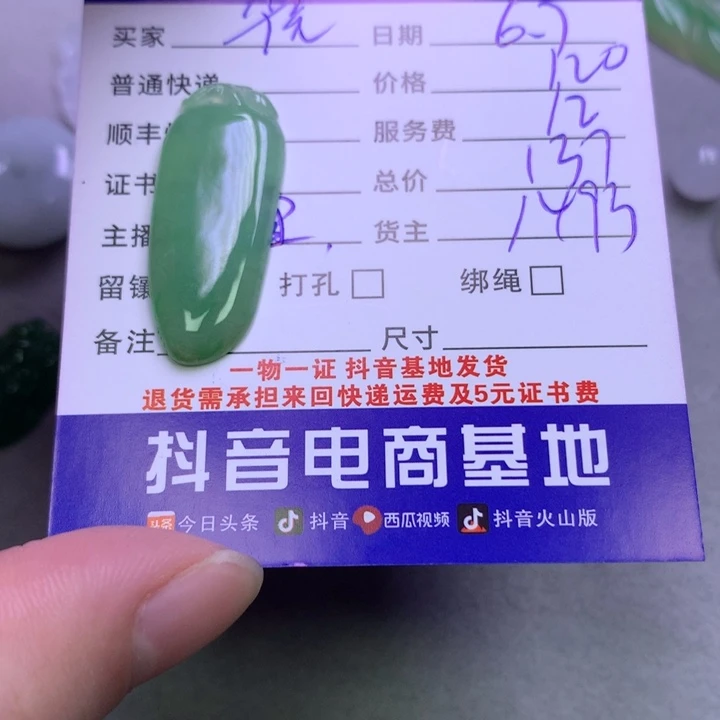 买家 日期
普通快递 价格 120
顺丰 服务费 12
证书 总价 137
主播 货主 1493
留镶 打孔 绑绳
备注 尺寸
一物一证 抖音基地发货
退货需承担来回快递运费及5元证书费
抖音电商基地
头条 今日头条 抖音 西瓜视频 抖音火山版